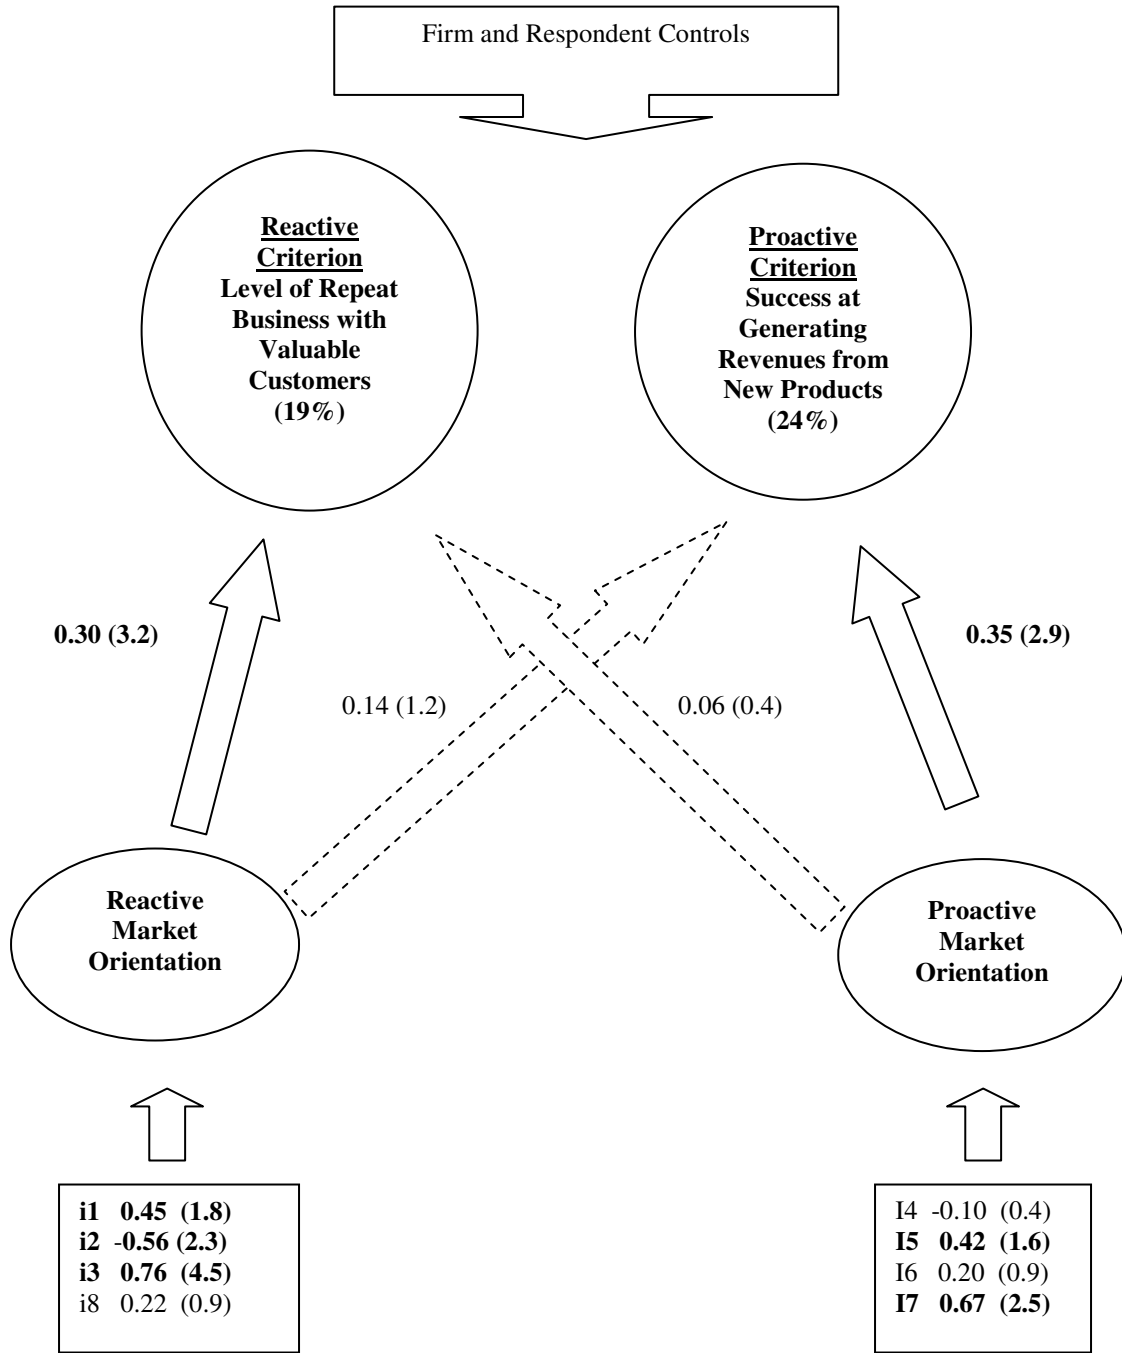 Firm and Respondent Controls
Reactive
Criterion
Level of Repeat
Business with
Valuable
Customers
(19%)
Proactive
Criterion
Success at
Generating
Revenues from
New Products
(24%)
0.30 (3.2)
0.14 (1.2)
0.06 (0.4)
0.35 (2.9)
Reactive
Market
Orientation
Proactive
Market
Orientation
i1 0.45 (1.8)
i2 -0.56 (2.3)
i3 0.76 (4.5)
i8 0.22 (0.9)
I4 -0.10 (0.4)
I5 0.42 (1.6)
I6 0.20 (0.9)
I7 0.67 (2.5)